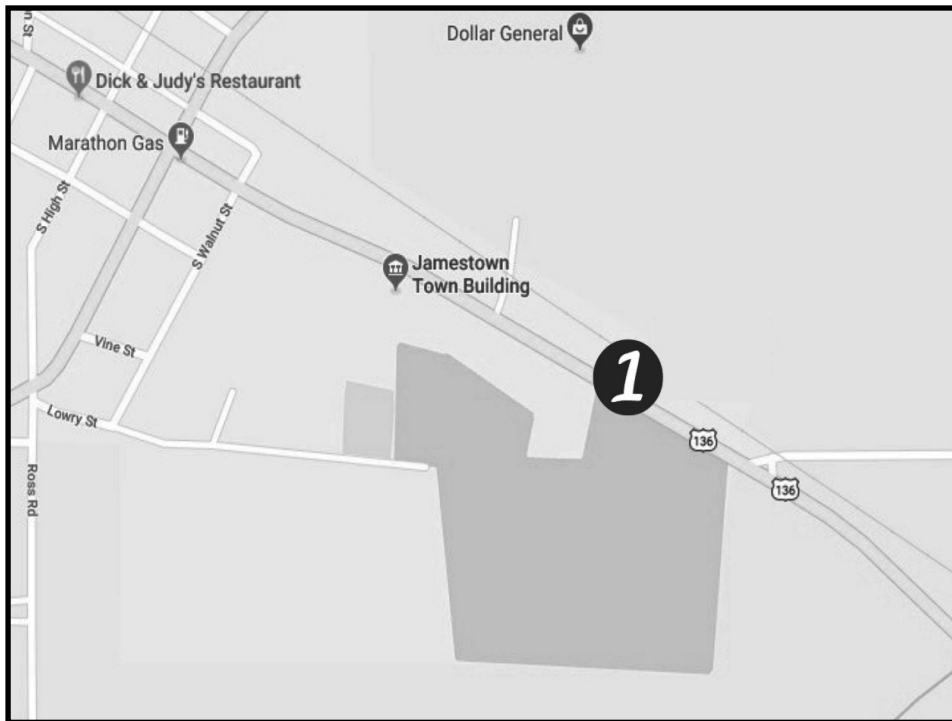 n St
Dollar General
Dick & Judy's Restaurant
Marathon Gas
S High St
S Walnut St
Jamestown
Town Building
Vine St
1
Lowry St
136
136
Ross Rd